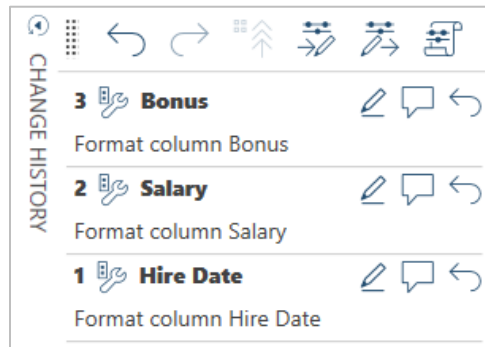 CHANGE HISTORY
3 Bonus
Format column Bonus
2 Salary
Format column Salary
1 Hire Date
Format column Hire Date